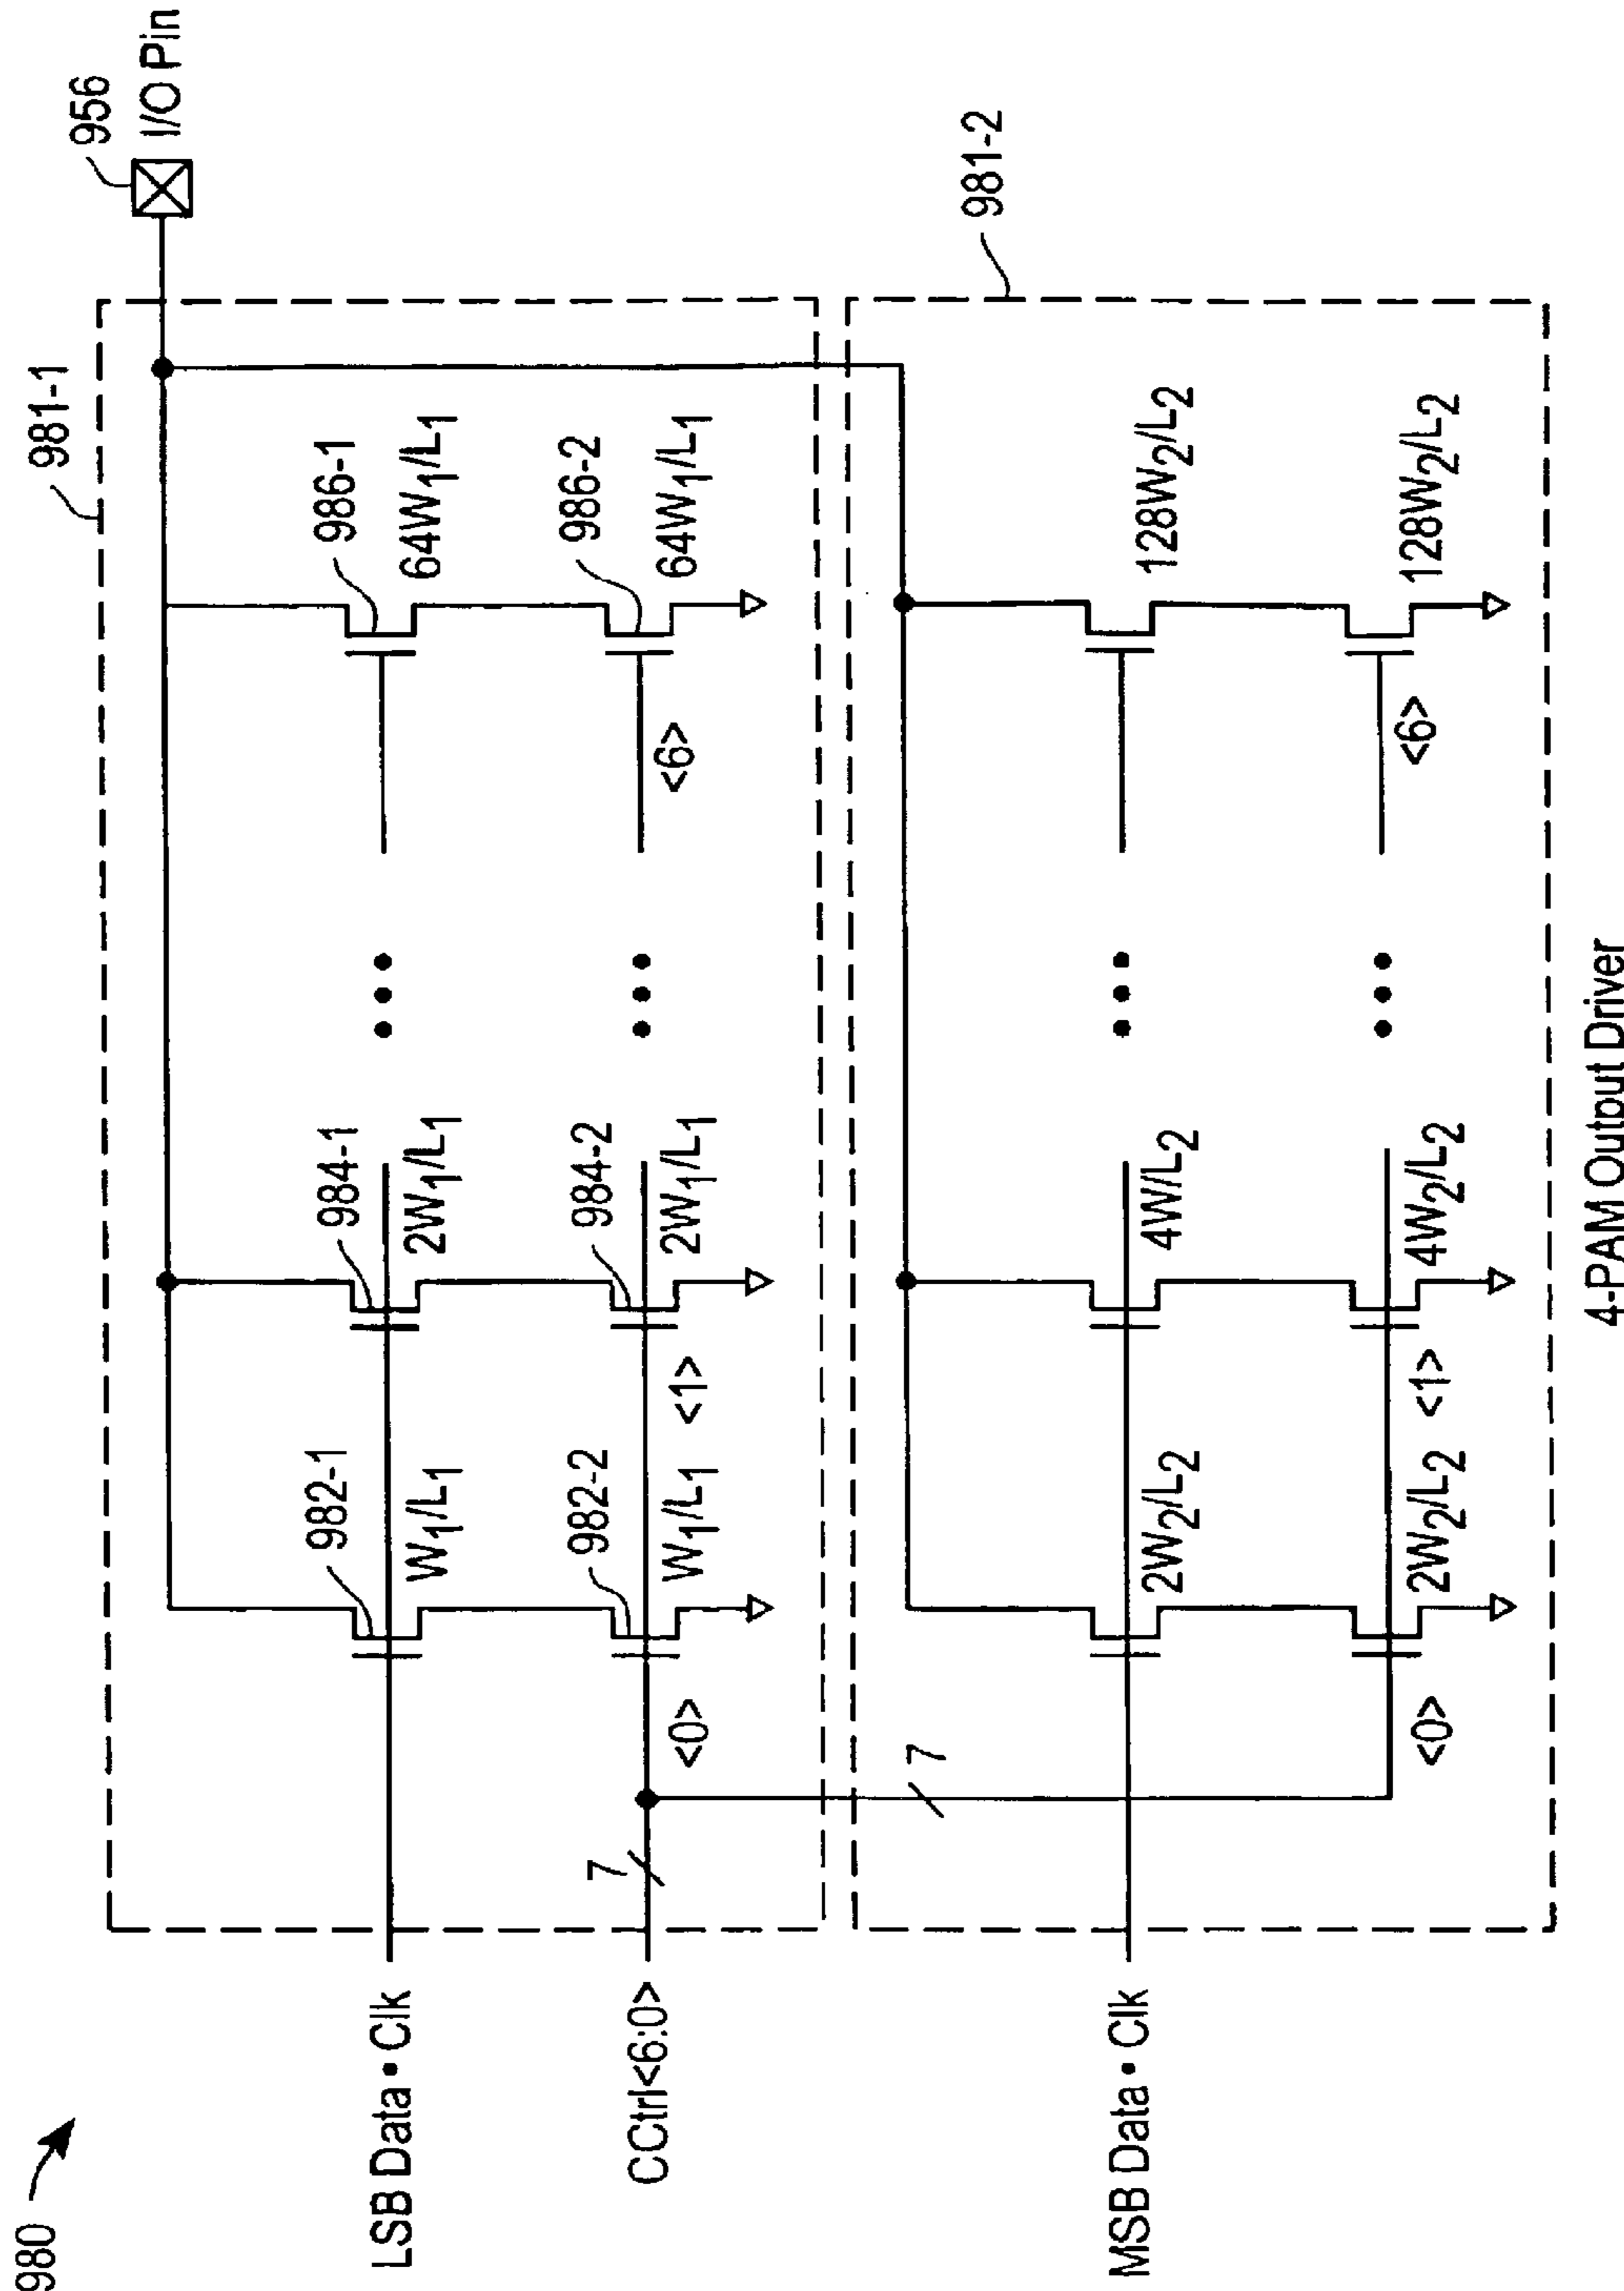 980
981-1
956
I/O Pin
LSB Data • Clk
982-1
W1/L1
984-1
2W1/L1
986-1
64W1/L1
CCtrl<6:0>
7
<0>
982-2
W1/L1
<1>
984-2
2W1/L1
<6>
986-2
64W1/L1
7
981-2
MSB Data • Clk
2W2/L2
4W/L2
128W2/L2
<0>
2W2/L2
<1>
4W2/L2
<6>
128W2/L2
4-PAM Output Driver